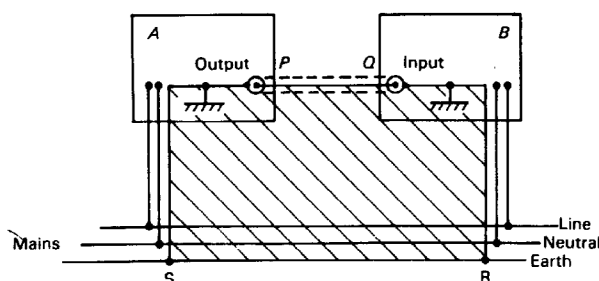 A B
Output P Q Input
Line
Mains Neutral
Earth
S R